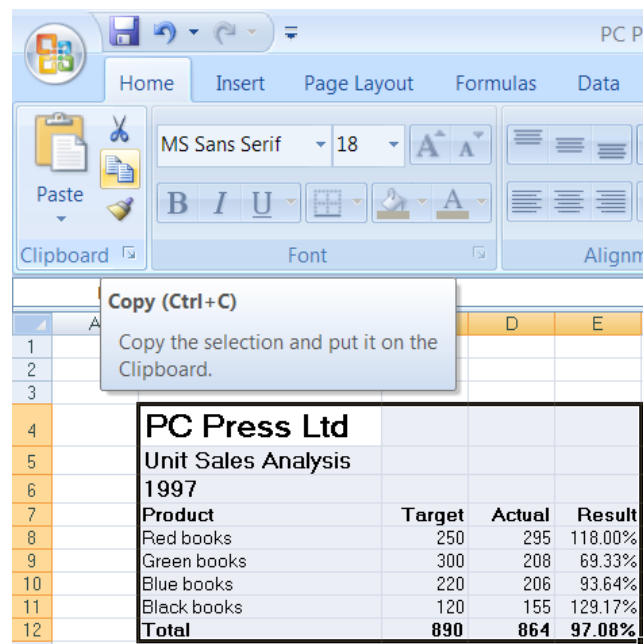 PC P
Home Insert Page Layout Formulas Data
MS Sans Serif 18 A A
Paste
B I U A
Clipboard Font Alignm
Copy (Ctrl+C)
Copy the selection and put it on the
Clipboard.
A D E
1
2
3
4 PC Press Ltd
5 Unit Sales Analysis
6 1997
7 Product Target Actual Result
8 Red books 250 295 118.00%
9 Green books 300 208 69.33%
10 Blue books 220 206 93.64%
11 Black books 120 155 129.17%
12 Total 890 864 97.08%